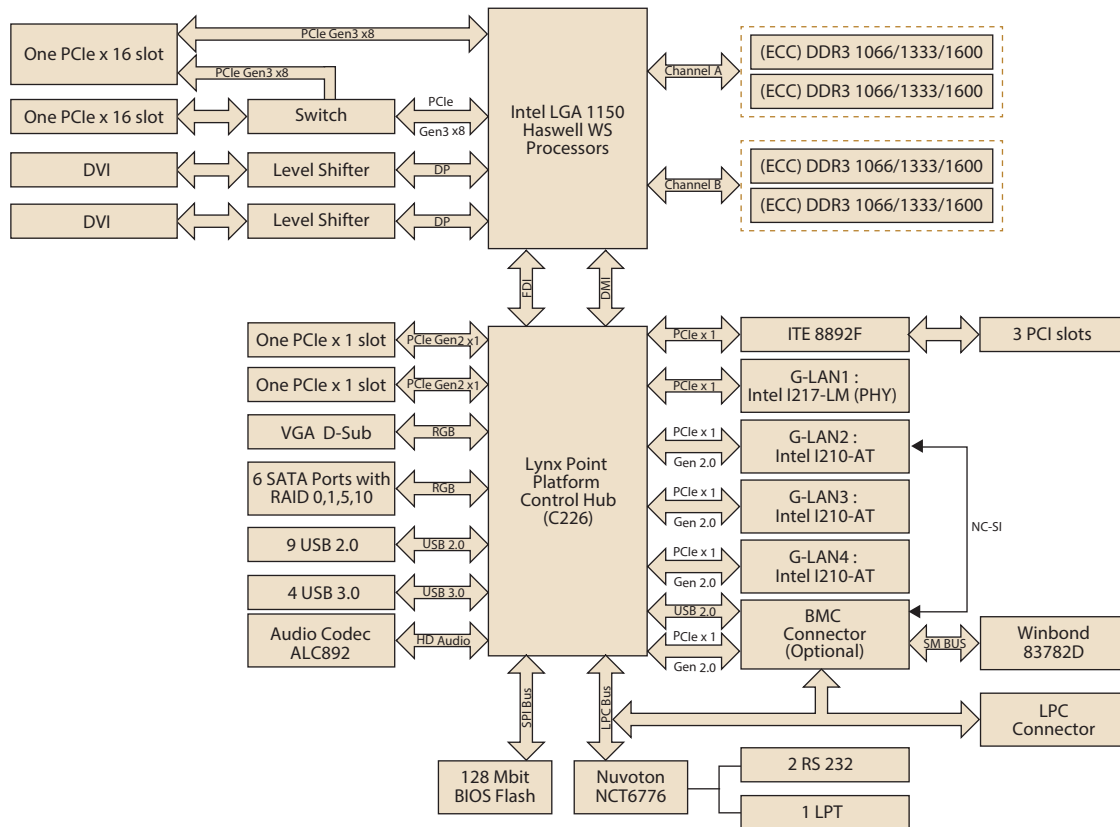 One PCIe x 16 slot
PCIe Gen3 x8
PCIe Gen3 x8
One PCIe x 16 slot
Switch
PCIe
Gen3 x8
DVI
Level Shifter
DP
DVI
Level Shifter
DP
Intel LGA 1150
Haswell WS
Processors
Channel A
(ECC) DDR3 1066/1333/1600
(ECC) DDR3 1066/1333/1600
Channel B
(ECC) DDR3 1066/1333/1600
(ECC) DDR3 1066/1333/1600
FDI
DMI
One PCIe x 1 slot
PCIe Gen2 x1
One PCIe x 1 slot
PCIe Gen2 x1
VGA D-Sub
RGB
6 SATA Ports with
RAID 0,1,5,10
RGB
9 USB 2.0
USB 2.0
4 USB 3.0
USB 3.0
Audio Codec
ALC892
HD Audio
Lynx Point
Platform
Control Hub
(C226)
PCIe x 1
ITE 8892F
3 PCI slots
PCIe x 1
G-LAN1 :
Intel I217-LM (PHY)
PCIe x 1
Gen 2.0
G-LAN2 :
Intel I210-AT
PCIe x 1
Gen 2.0
G-LAN3 :
Intel I210-AT
NC-SI
PCIe x 1
Gen 2.0
G-LAN4 :
Intel I210-AT
USB 2.0
PCIe x 1
Gen 2.0
BMC
Connector
(Optional)
SM BUS
Winbond
83782D
SPI Bus
LPC Bus
LPC
Connector
128 Mbit
BIOS Flash
Nuvoton
NCT6776
2 RS 232
1 LPT